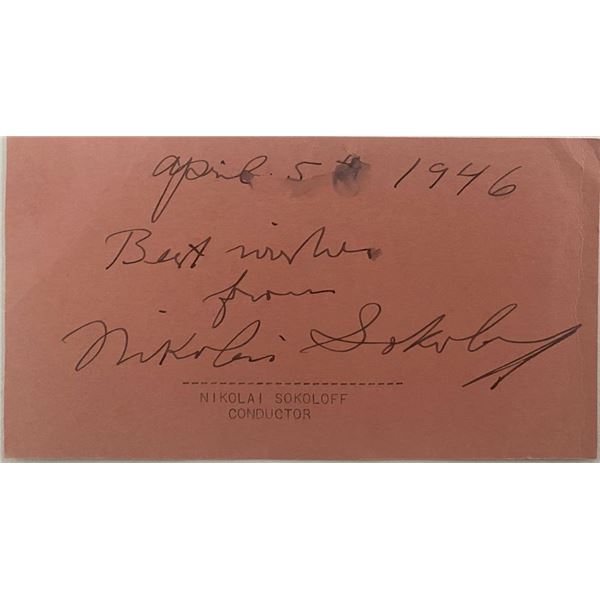 April 5th 1946
Best wishes
from
Nikolai Sokoloff
NIKOLAI SOKOLOFF
CONDUCTOR